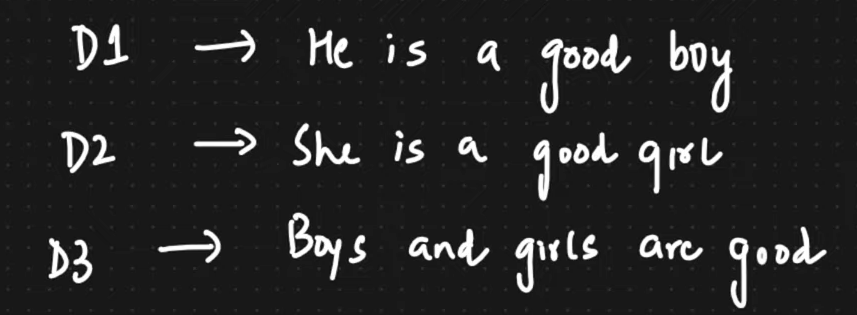 D1 → He is a good boy
D2 → She is a good girl
D3 → Boys and girls are good